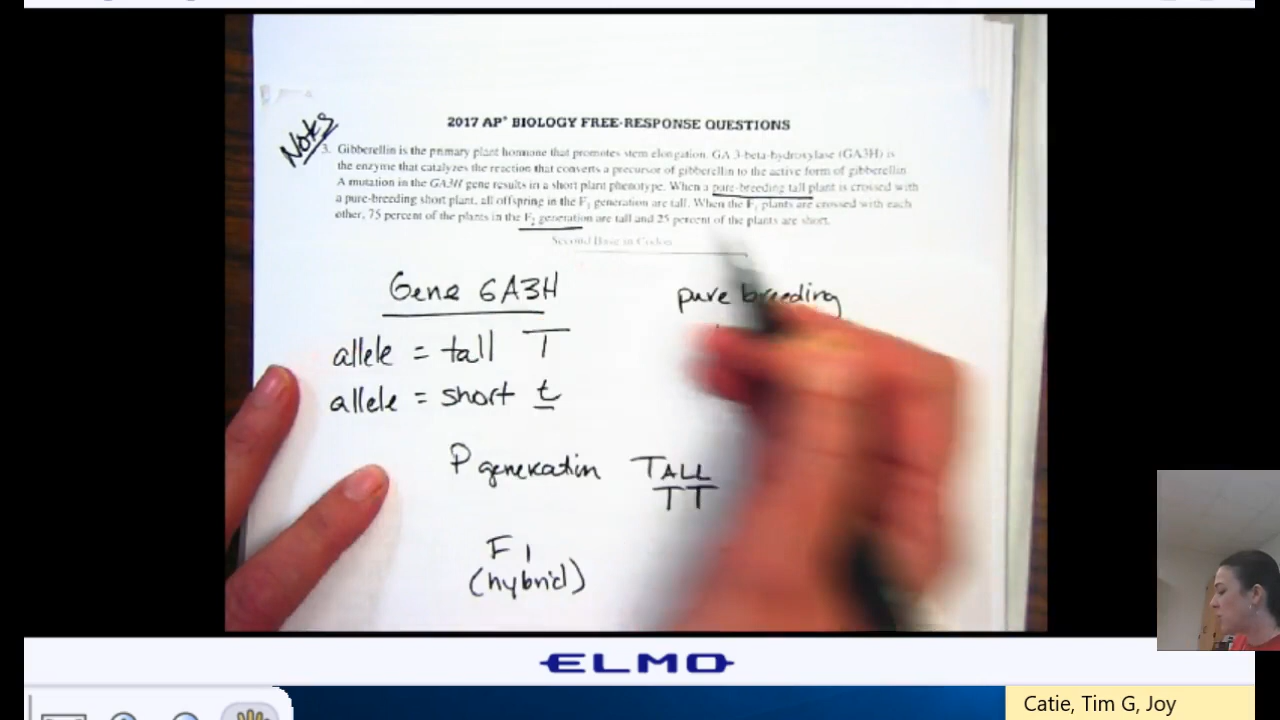 2017 AP® BIOLOGY FREE-RESPONSE QUESTIONS
Notes
3. Gibberellin is the primary plant hormone that promotes stem elongation. GA 3-beta-hydroxylase (GA3H) is
the enzyme that catalyzes the reaction that converts a precursor of gibberellin to the active form of gibberellin.
A mutation in the GA3H gene results in a short plant phenotype. When a pure-breeding tall plant is crossed with
a pure-breeding short plant, all offspring in the F1 generation are tall. When the F1 plants are crossed with each
other, 75 percent of the plants in the F2 generation are tall and 25 percent of the plants are short.
Second Base in Codon
Gene GA3H
pure breeding
allele = tall T
allele = short t
P generation TALL
TT
F1
(hybrid)
ELMO
Catie, Tim G, Joy